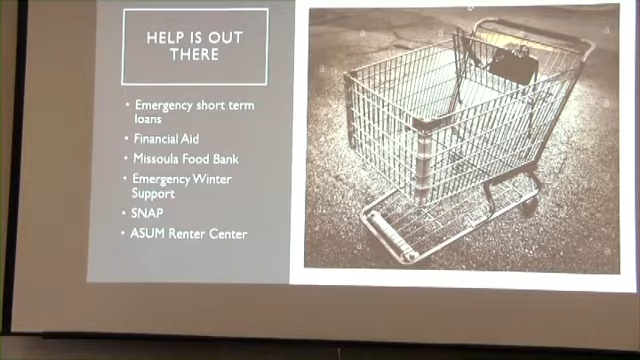 HELP IS OUT
THERE
• Emergency short term
loans
• Financial Aid
• Missoula Food Bank
• Emergency Winter
Support
• SNAP
• ASUM Renter Center